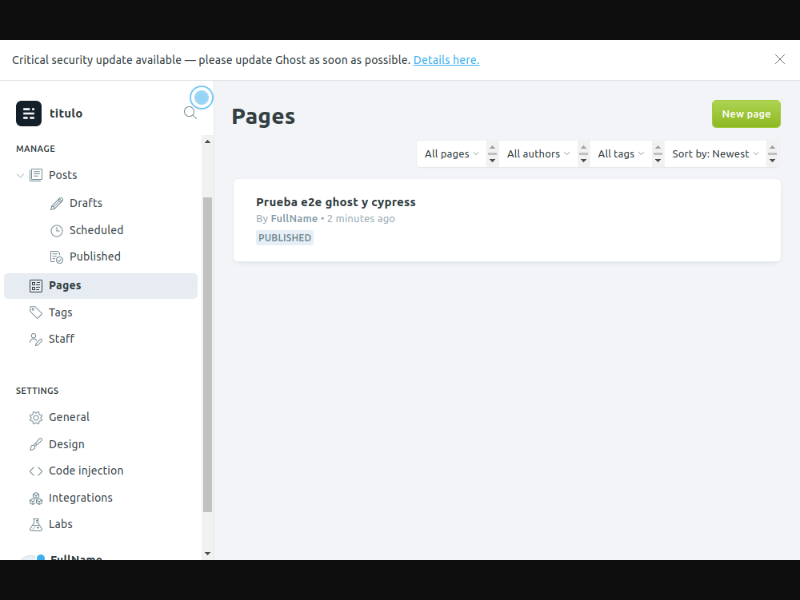 Critical security update available — please update Ghost as soon as possible. Details here.
titulo
MANAGE
Posts
Drafts
Scheduled
Published
Pages
Tags
Staff
SETTINGS
General
Design
Code injection
Integrations
Labs
FullName
Pages
New page
All pages
All authors
All tags
Sort by: Newest
Prueba e2e ghost y cypress
By FullName • 2 minutes ago
PUBLISHED